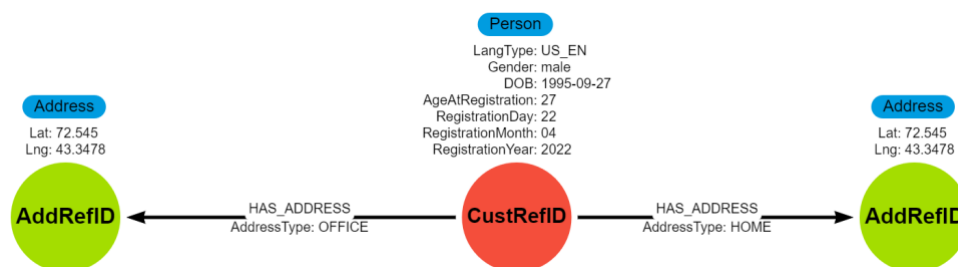 Person
LangType: US_EN
Gender: male
DOB: 1995-09-27
AgeAtRegistration: 27
RegistrationDay: 22
RegistrationMonth: 04
RegistrationYear: 2022
Address
Lat: 72.545
Lng: 43.3478
AddRefID
HAS_ADDRESS
AddressType: OFFICE
CustRefID
HAS_ADDRESS
AddressType: HOME
Address
Lat: 72.545
Lng: 43.3478
AddRefID